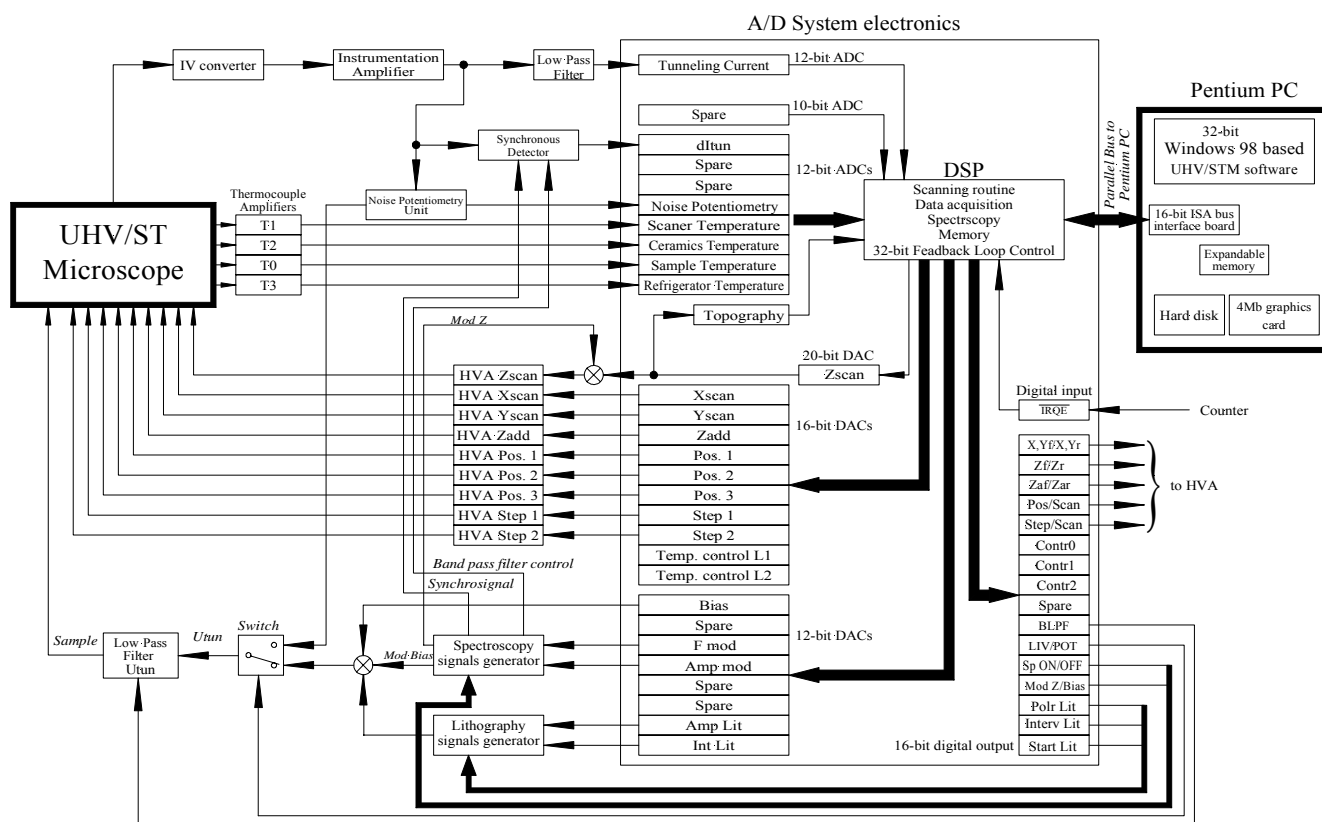 A/D System electronics
IV converter
Instrumentation
Amplifier
Low Pass
Filter
Tunneling Current
12-bit ADC
Pentium PC
Spare
10-bit ADC
Parallel Bus to
Pentium PC
32-bit
Windows 98 based
UHV/STM software
Synchronous
Detector
dItun
Spare
Spare
12-bit ADCs
DSP
Scanning routine
Data acquisition
Spectrscopy
Memory
32-bit Feadback Loop Control
Thermocouple
Amplifiers
Noise Potentiometry
Unit
Noise Potentiometry
16-bit ISA bus
interface board
UHV/ST
Microscope
T1
T2
T0
T3
Scaner Temperature
Ceramics Temperature
Sample Temperature
Refrigerator Temperature
Expandable
memory
Mod Z
Topography
Hard disk
4Mb graphics
card
20-bit DAC
Zscan
HVA Zscan
HVA Xscan
HVA Yscan
HVA Zadd
HVA Pos. 1
HVA Pos. 2
HVA Pos. 3
HVA Step 1
HVA Step 2
Xscan
Yscan
Zadd
Pos. 1
Pos. 2
Pos. 3
Step 1
Step 2
Temp. control L1
Temp. control L2
16-bit DACs
Digital input
IRQE
Counter
X,Yf/X,Yr
Zf/Zr
Zaf/Zar
Pos/Scan
Step/Scan
Contr0
Contr1
Contr2
Spare
BLPF
LIV/POT
Sp ON/OFF
Mod Z/Bias
Polr Lit
Interv Lit
Start Lit
to HVA
Band pass filter control
Synchrosignal
Sample
Low Pass
Filter
Utun
Utun
Switch
Mod Bias
Spectroscopy
signals generator
Lithography
signals generator
Bias
Spare
F mod
Amp mod
Spare
Spare
Amp Lit
Int Lit
12-bit DACs
16-bit digital output